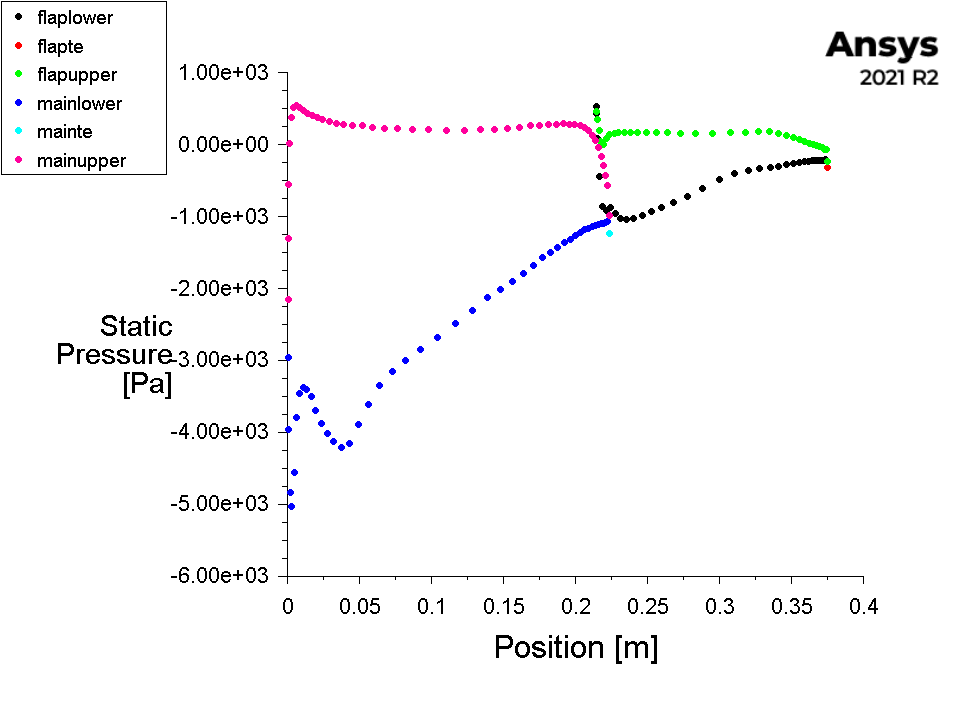 flaplower
flapte
flapupper
mainlower
mainte
mainupper
Ansys
2021 R2
1.00e+03
0.00e+00
-1.00e+03
-2.00e+03
-3.00e+03
-4.00e+03
-5.00e+03
-6.00e+03
Static
Pressure
[Pa]
0 0.05 0.1 0.15 0.2 0.25 0.3 0.35 0.4
Position [m]